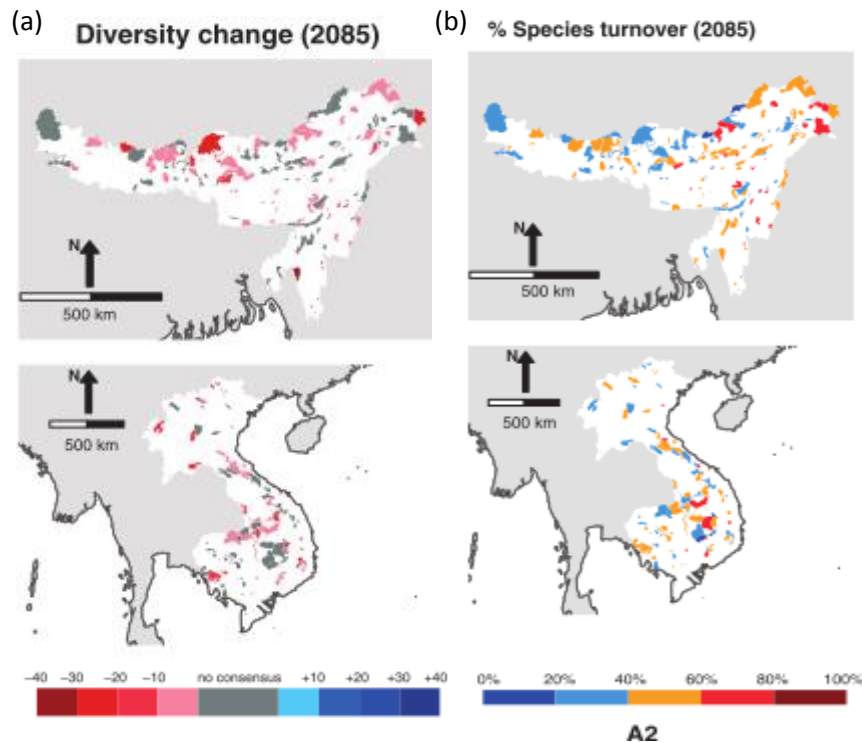 (a)
Diversity change (2085)
N
500 km
N
500 km
−40 −30 −20 −10 no consensus +10 +20 +30 +40
(b)
% Species turnover (2085)
N
500 km
N
500 km
0% 20% 40% 60% 80% 100%
A2